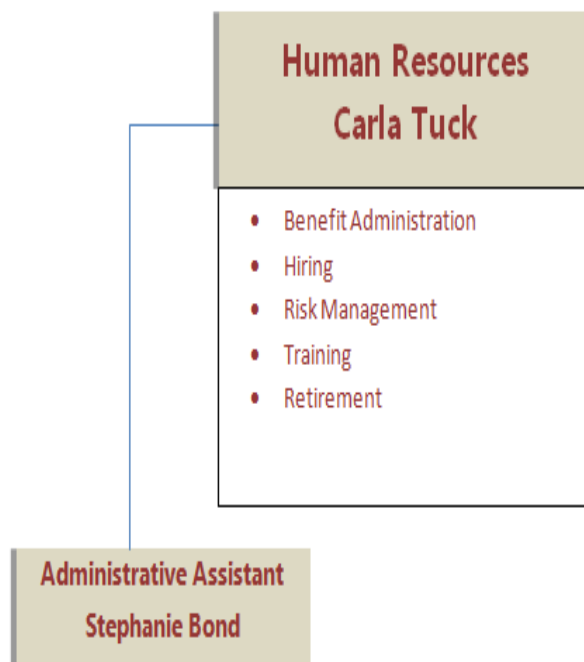 Human Resources
Carla Tuck
• Benefit Administration
• Hiring
• Risk Management
• Training
• Retirement
Administrative Assistant
Stephanie Bond